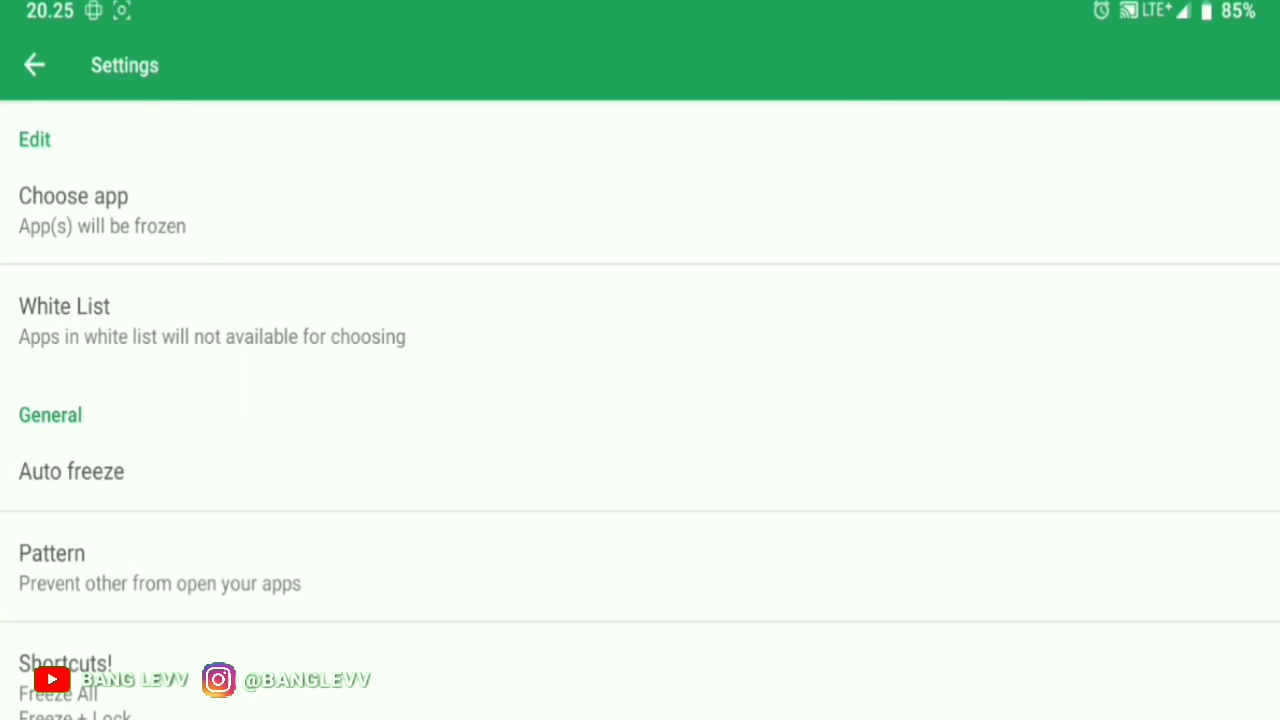 20.25 LTE+ 85%
Settings
Edit
Choose app
App(s) will be frozen
White List
Apps in white list will not available for choosing
General
Auto freeze
Pattern
Prevent other from open your apps
Shortcuts!
BANG LEVV @BANGLEVV
Freeze All
Freeze + Lock